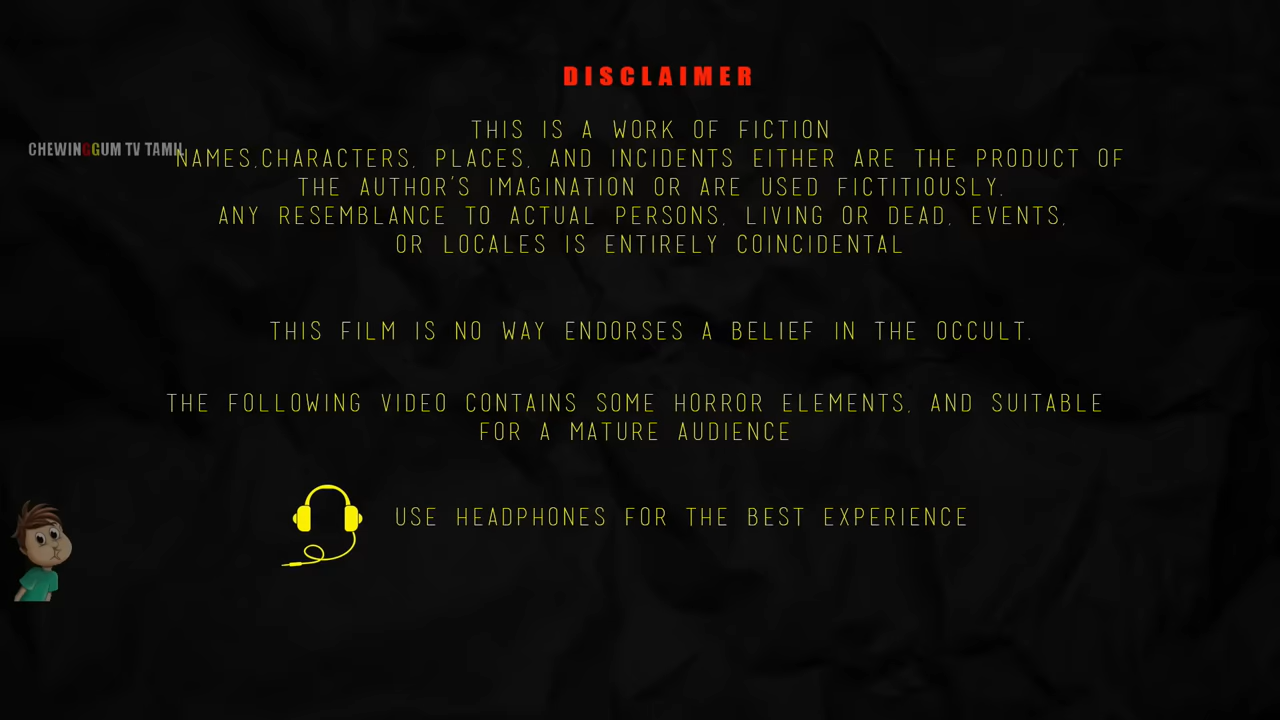 DISCLAIMER
THIS IS A WORK OF FICTION
CHEWINGGUM TV TAMIL
NAMES,CHARACTERS, PLACES, AND INCIDENTS EITHER ARE THE PRODUCT OF
THE AUTHOR'S IMAGINATION OR ARE USED FICTITIOUSLY.
ANY RESEMBLANCE TO ACTUAL PERSONS, LIVING OR DEAD, EVENTS,
OR LOCALES IS ENTIRELY COINCIDENTAL
THIS FILM IS NO WAY ENDORSES A BELIEF IN THE OCCULT.
THE FOLLOWING VIDEO CONTAINS SOME HORROR ELEMENTS, AND SUITABLE
FOR A MATURE AUDIENCE
USE HEADPHONES FOR THE BEST EXPERIENCE